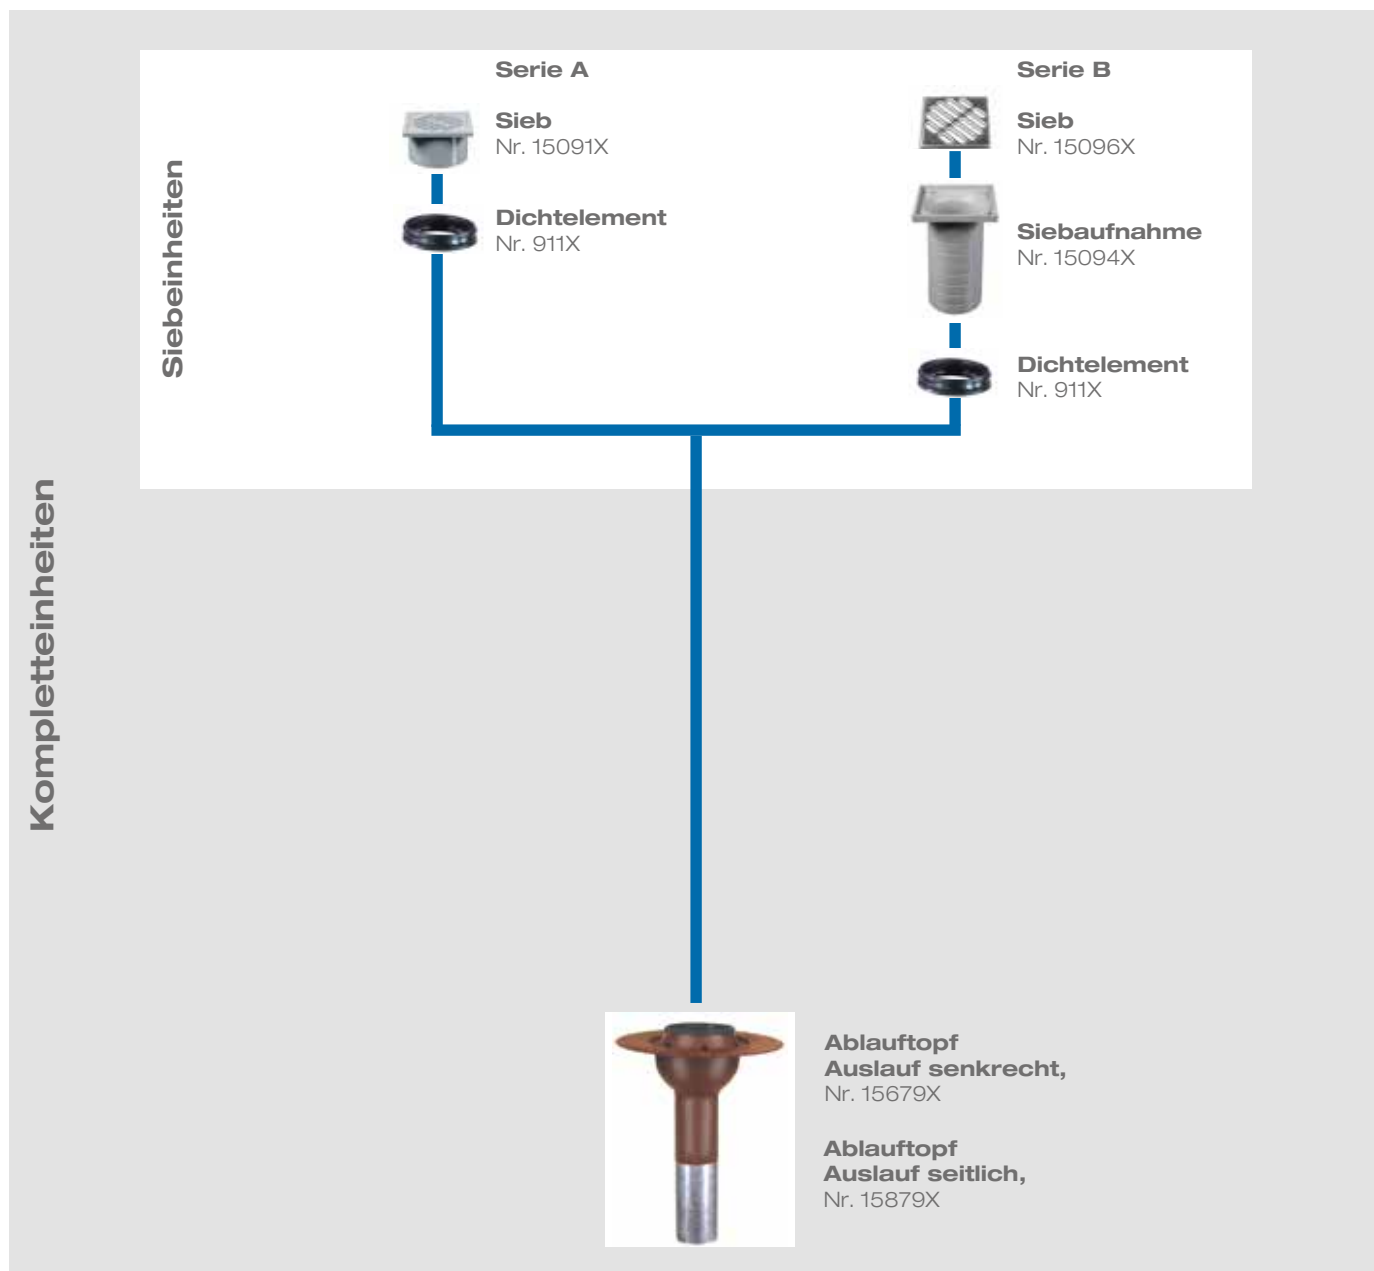 Kompletteinheiten
Siebeinheiten
Serie A
Sieb
Nr. 15091X
Dichtelement
Nr. 911X
Serie B
Sieb
Nr. 15096X
Siebaufnahme
Nr. 15094X
Dichtelement
Nr. 911X
Ablauftopf
Auslauf senkrecht,
Nr. 15679X
Ablauftopf
Auslauf seitlich,
Nr. 15879X